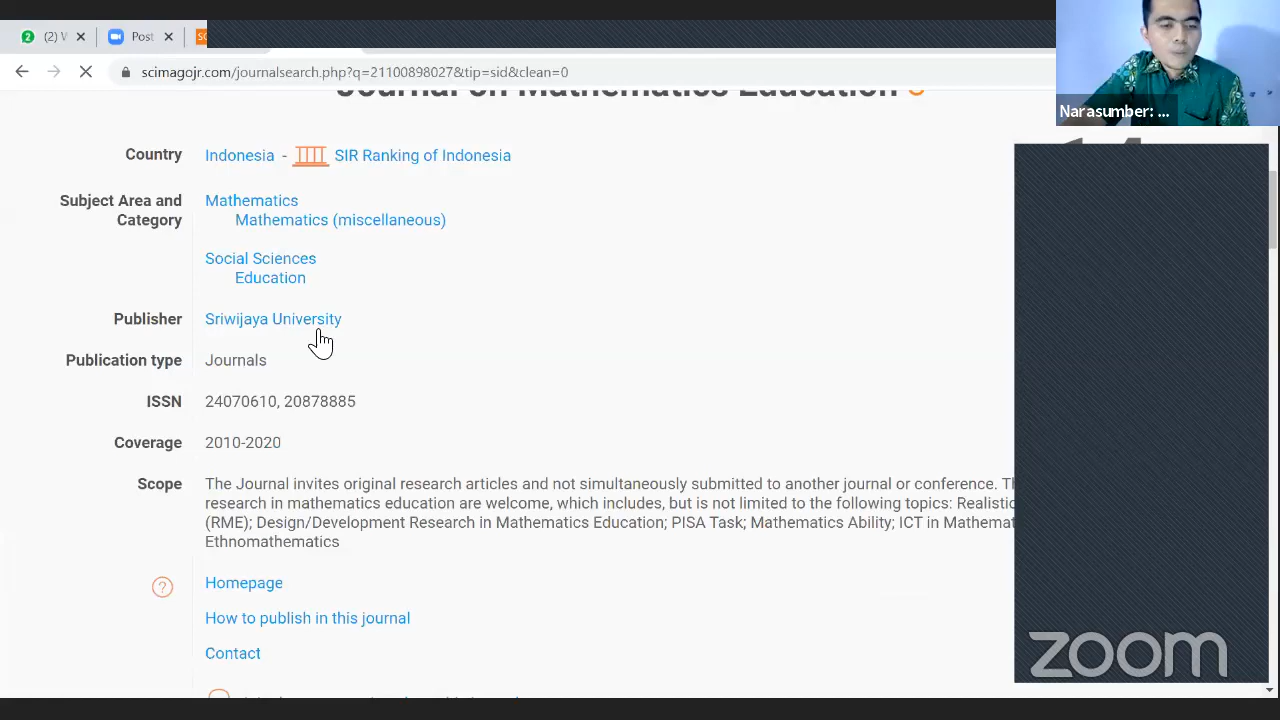 (2) W
Post
SC
scimagojr.com/journalsearch.php?q=21100898027&tip=sid&clean=0
Journal on Mathematics Education
Narasumber: ...
Country
Indonesia - SIR Ranking of Indonesia
Subject Area and Category
Mathematics
Mathematics (miscellaneous)
Social Sciences
Education
Publisher
Sriwijaya University
Publication type
Journals
ISSN
24070610, 20878885
Coverage
2010-2020
Scope
The Journal invites original research articles and not simultaneously submitted to another journal or conference.
research in mathematics education are welcome, which includes, but is not limited to the following topics:
(RME); Design/Development Research in Mathematics Education; PISA Task; Mathematics Ability; ICT in
Ethnomathematics
Homepage
How to publish in this journal
Contact
zoom